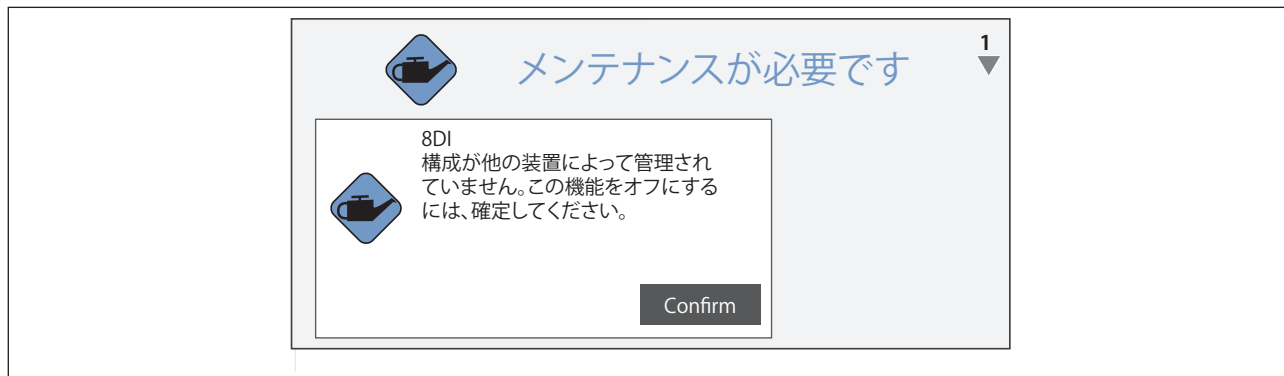 メンテナンスが必要です
1
8DI
構成が他の装置によって管理され
ていません。この機能をオフにする
には、確定してください。
Confirm